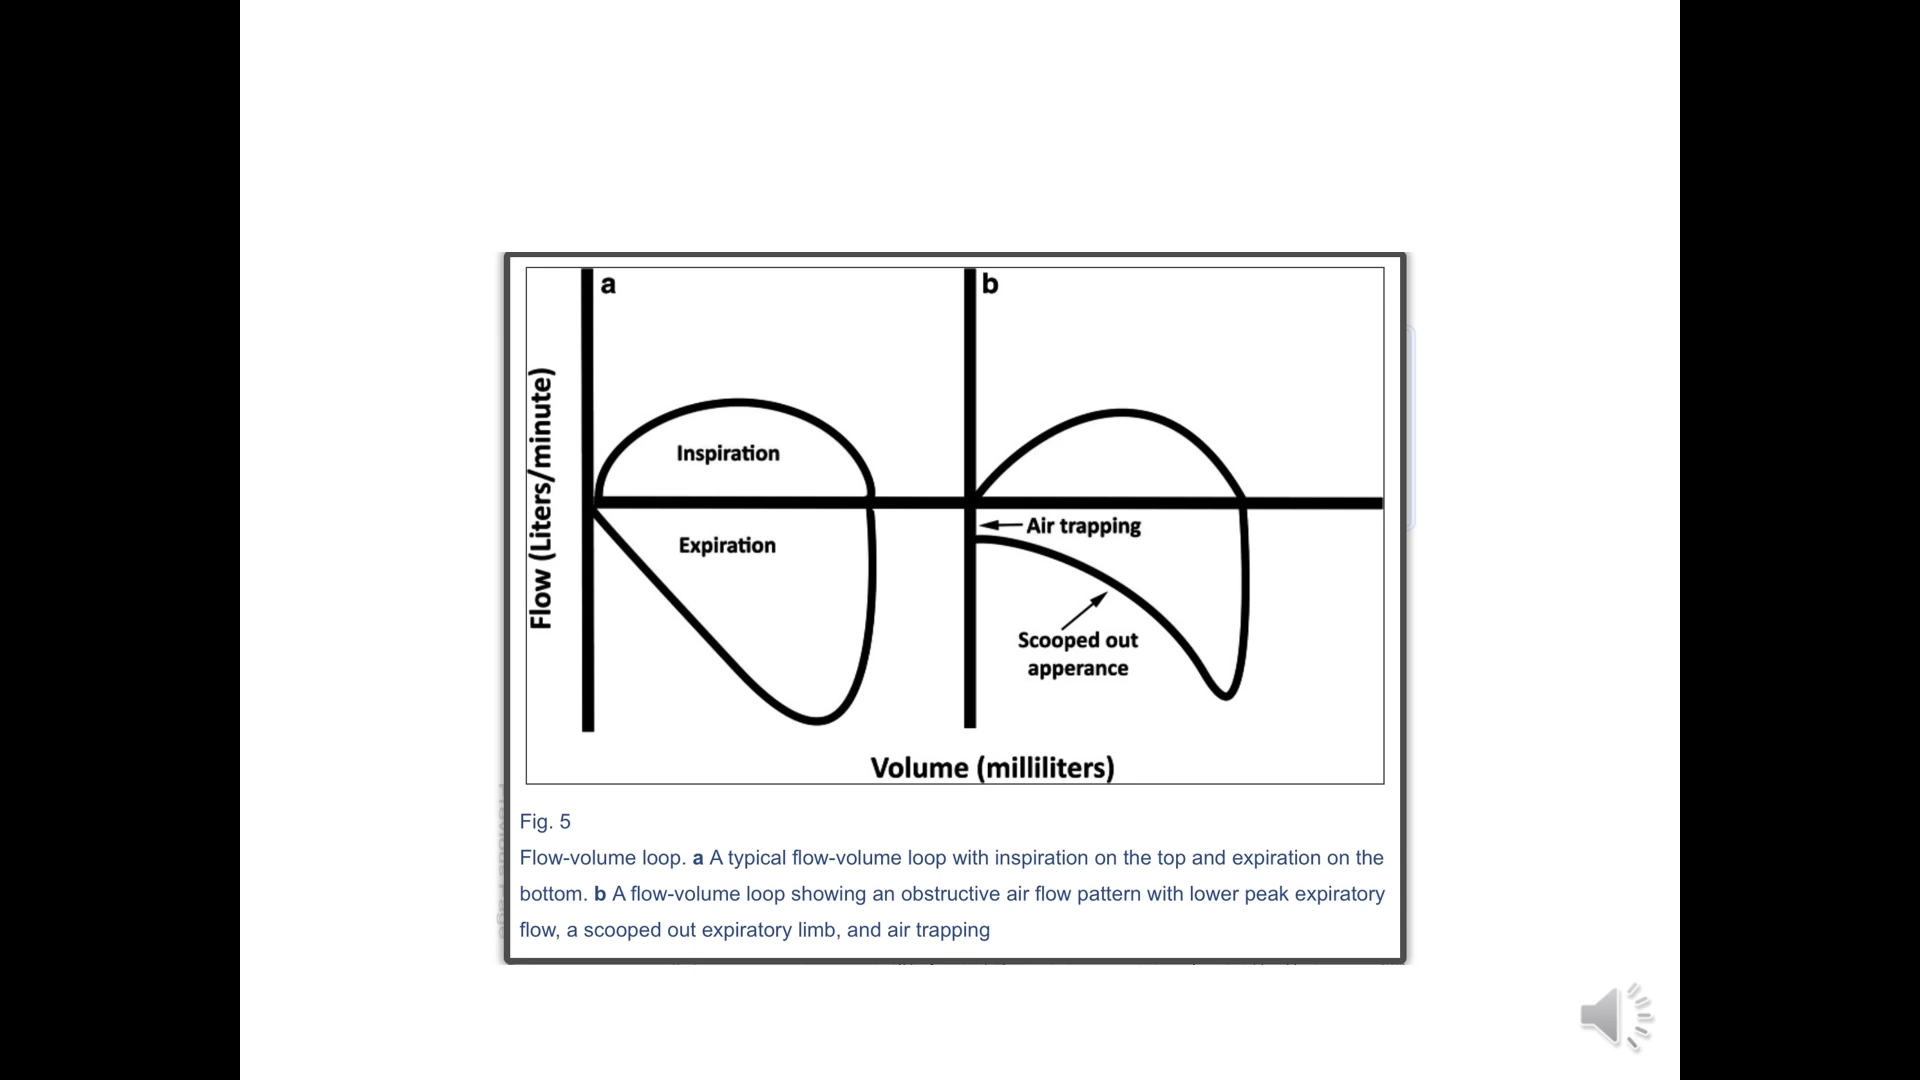 a
b
Flow (Liters/minute)
Inspiration
Expiration
Air trapping
Scooped out
apperance
Volume (milliliters)
Fig. 5
Flow-volume loop. a A typical flow-volume loop with inspiration on the top and expiration on the
bottom. b A flow-volume loop showing an obstructive air flow pattern with lower peak expiratory
flow, a scooped out expiratory limb, and air trapping